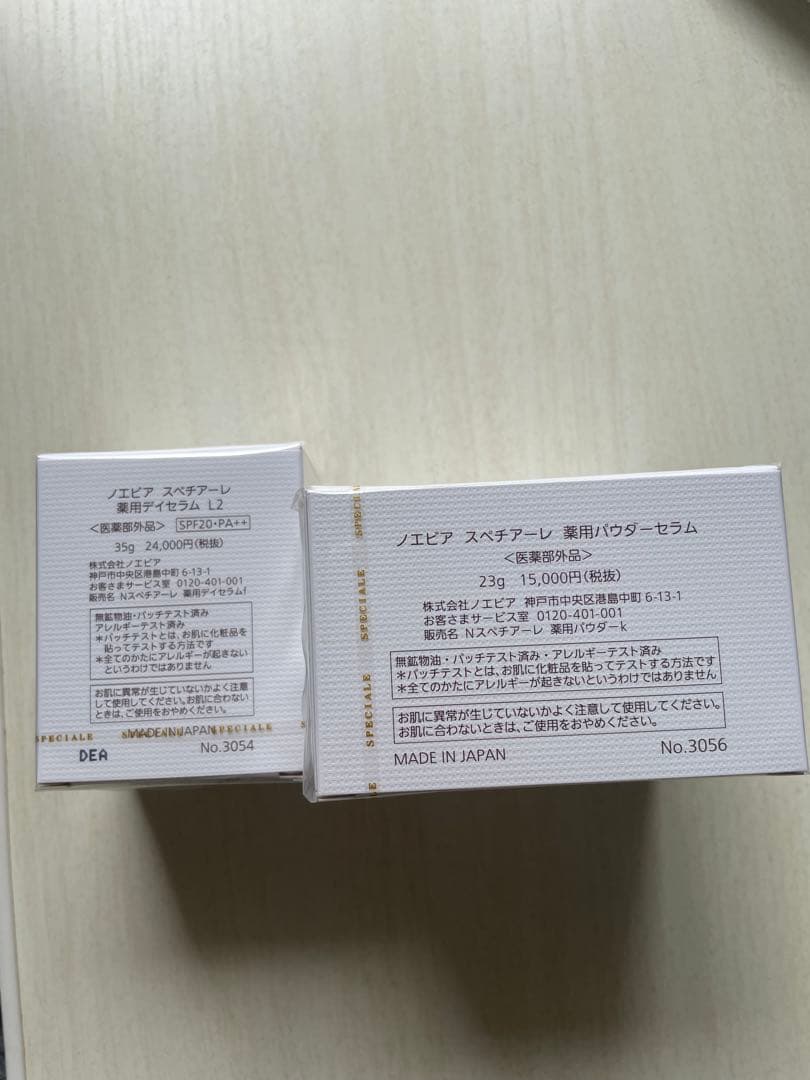 ノエビア スペチアーレ
薬用デイセラム L2
<医薬部外品> SPF20・PA++
35g 24,000円(税抜)
株式会社ノエビア
神戸市中央区港島中町 6-13-1
お客さまサービス室 0120-401-001
販売名 Nスペチアーレ 薬用デイセラムf
無鉱物油・パッチテスト済み
アレルギーテスト済み
*パッチテストとは、お肌に化粧品を
貼ってテストする方法です
*全てのかたにアレルギーが起きない
というわけではありません
お肌に異常が生じていないかよく注意
して使用してください。お肌に合わない
ときは、ご使用をおやめください。
SPECIALE SPECIALE SPECIALE
MADE IN JAPAN
DEA No.3054
SPECIALE SPECIALE SPECIALE
ノエビア スペチアーレ 薬用パウダーセラム
<医薬部外品>
23g 15,000円(税抜)
株式会社ノエビア 神戸市中央区港島中町 6-13-1
お客さまサービス室 0120-401-001
販売名 Nスペチアーレ 薬用パウダーk
無鉱物油・パッチテスト済み・アレルギーテスト済み
*パッチテストとは、お肌に化粧品を貼ってテストする方法です
*全てのかたにアレルギーが起きないというわけではありません
お肌に異常が生じていないかよく注意して使用してください。
お肌に合わないときは、ご使用をおやめください。
MADE IN JAPAN No.3056